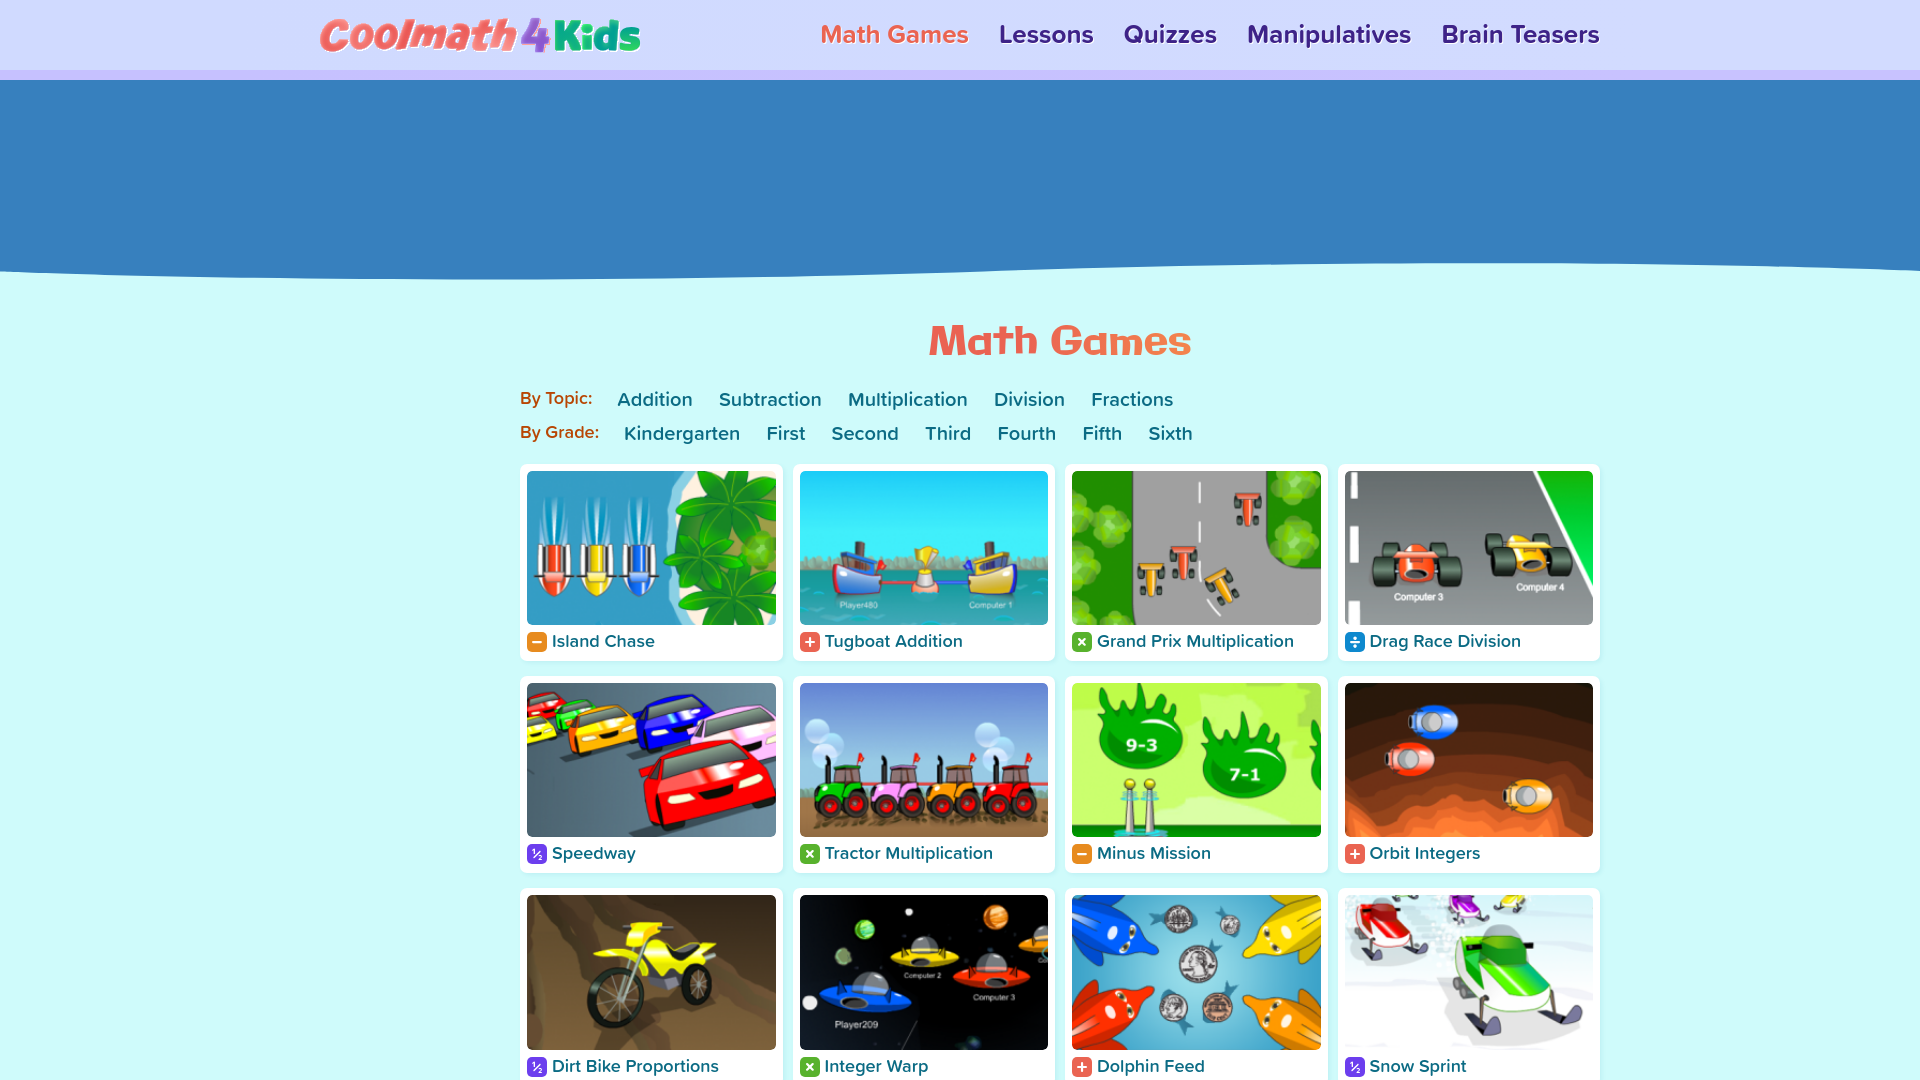 Coolmath4Kids
Math Games Lessons Quizzes Manipulatives Brain Teasers
Math Games
By Topic: Addition Subtraction Multiplication Division Fractions
By Grade: Kindergarten First Second Third Fourth Fifth Sixth
Player480 Computer 1
Computer 3 Computer 4
− Island Chase
+ Tugboat Addition
× Grand Prix Multiplication
÷ Drag Race Division
9-3
7-1
½ Speedway
× Tractor Multiplication
− Minus Mission
+ Orbit Integers
Computer 2
Computer 3
Player209
½ Dirt Bike Proportions
× Integer Warp
+ Dolphin Feed
½ Snow Sprint